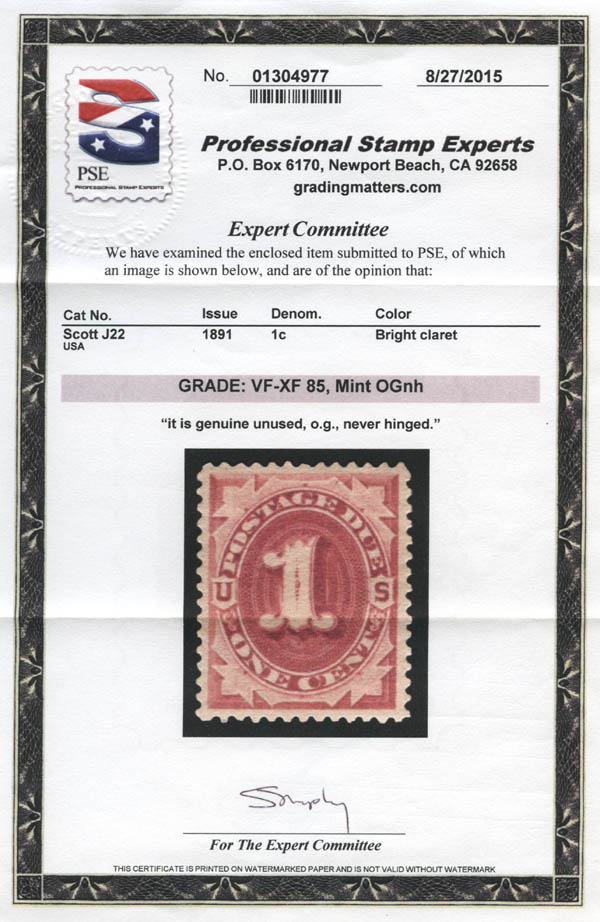 No. 01304977 8/27/2015
PSE
PROFESSIONAL STAMP EXPERTS
Professional Stamp Experts
P.O. Box 6170, Newport Beach, CA 92658
gradingmatters.com
Expert Committee
We have examined the enclosed item submitted to PSE, of which
an image is shown below, and are of the opinion that:
Cat No. Issue Denom. Color
Scott J22 1891 1c Bright claret
USA
GRADE: VF-XF 85, Mint OGnh
“it is genuine unused, o.g., never hinged.”
POSTAGE DUE
U 1 S
ONE CENT
For The Expert Committee
THIS CERTIFICATE IS PRINTED ON WATERMARKED PAPER AND IS NOT VALID WITHOUT WATERMARK